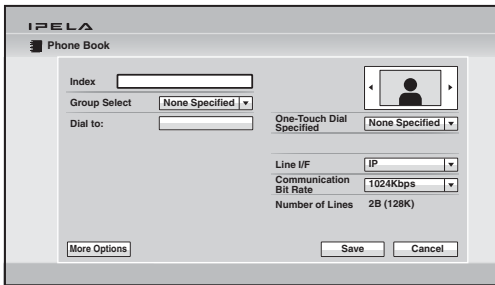 IPELA
Phone Book
Index
Group Select None Specified
Dial to:
One-Touch Dial
Specified None Specified
Line I/F IP
Communication
Bit Rate 1024Kbps
Number of Lines 2B (128K)
More Options Save Cancel